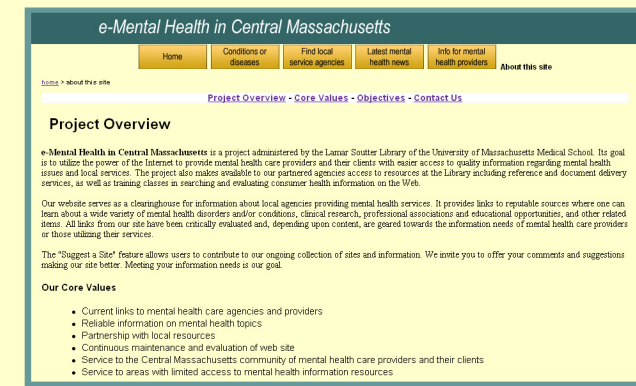 e-Mental Health in Central Massachusetts
Home
Conditions or
diseases
Find local
service agencies
Latest mental
health news
Info for mental
health providers
About this site
home > about this site
Project Overview - Core Values - Objectives - Contact Us
Project Overview
e-Mental Health in Central Massachusetts is a project administered by the Lamar Soutter Library of the University of Massachusetts Medical School. Its goal
is to utilize the power of the Internet to provide mental health care providers and their clients with easier access to quality information regarding mental health
issues and local services. The project also makes available to our partnered agencies access to resources at the Library including reference and document delivery
services, as well as training classes in searching and evaluating consumer health information on the Web.
Our website serves as a clearinghouse for information about local agencies providing mental health services. It provides links to reputable sources where one can
learn about a wide variety of mental health disorders and/or conditions, clinical research, professional associations and educational opportunities, and other related
items. All links from our site have been critically evaluated and, depending upon content, are geared towards the information needs of mental health care providers
or those utilizing their services.
The "Suggest a Site" feature allows users to contribute to our ongoing collection of sites and information. We invite you to offer your comments and suggestions
making our site better. Meeting your information needs is our goal.
Our Core Values
• Current links to mental health care agencies and providers
• Reliable information on mental health topics
• Partnership with local resources
• Continuous maintenance and evaluation of web site
• Service to the Central Massachusetts community of mental health care providers and their clients
• Service to areas with limited access to mental health information resources